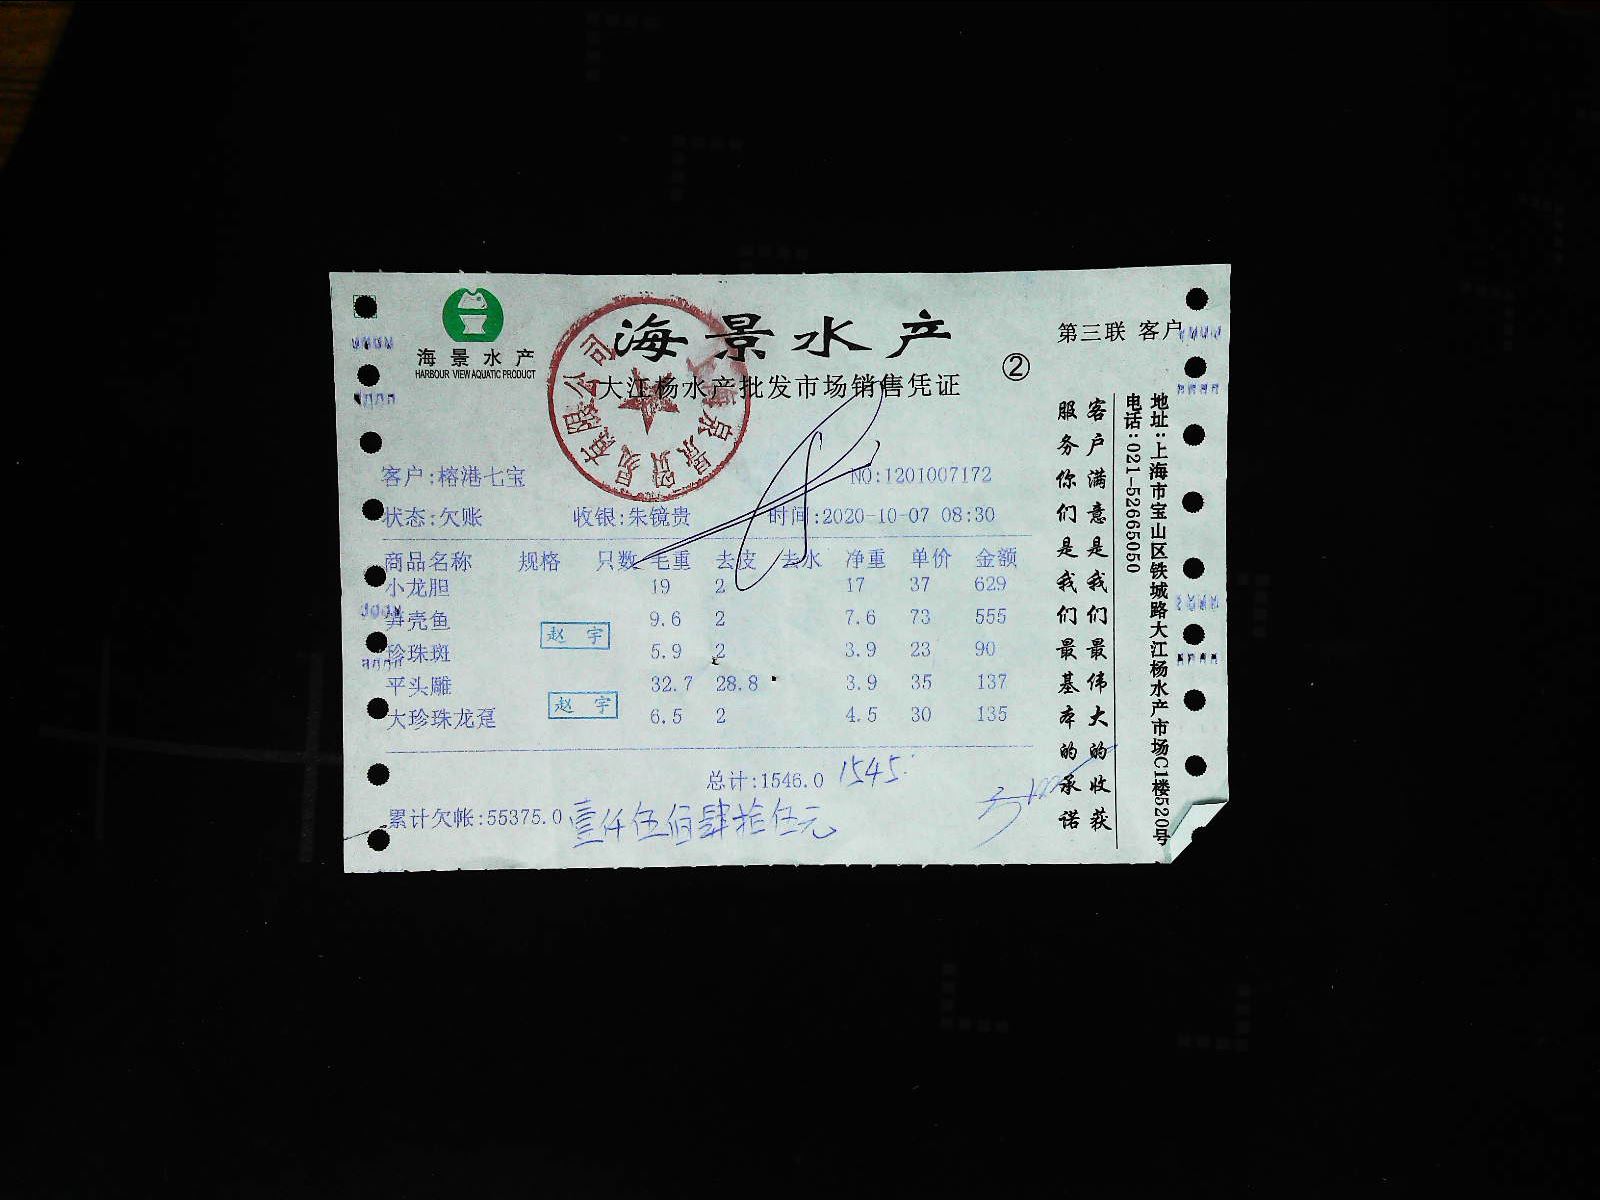 海景水产
HARBOUR VIEW AQUATIC PRODUCT
海景水产
大江杨水产批发市场销售凭证
第三联 客户
②
客户:榕港七宝 NO:1201007172
状态:欠账 收银:朱镜贵 时间:2020-10-07 08:30
商品名称 规格 只数 毛重 去皮 去水 净重 单价 金额
小龙胆 19 2 17 37 629
笋壳鱼 9.6 2 7.6 73 555
赵 宇
珍珠斑 5.9 2 3.9 23 90
平头雕 32.7 28.8 3.9 35 137
赵 宇
大珍珠龙趸 6.5 2 4.5 30 135
总计:1546.0 1545.
累计欠帐:55375.0 壹仟伍佰肆拾伍元
客户满意是我们最伟大的收获
服务你们是我们最基本的承诺
地址:上海市宝山区铁城路大江杨水产市场C1楼520号
电话:021-52665050